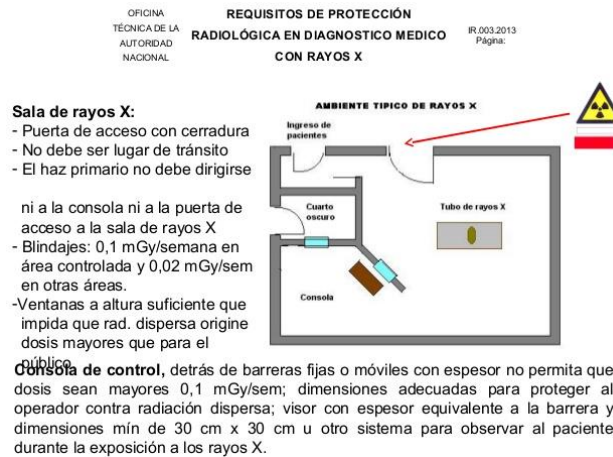 OFICINA
TÉCNICA DE LA
AUTORIDAD
NACIONAL
REQUISITOS DE PROTECCIÓN
RADIOLÓGICA EN DIAGNOSTICO MEDICO
CON RAYOS X
IR.003.2013
Página:
Sala de rayos X:
- Puerta de acceso con cerradura
- No debe ser lugar de tránsito
- El haz primario no debe dirigirse
ni a la consola ni a la puerta de
acceso a la sala de rayos X
- Blindajes: 0,1 mGy/semana en
área controlada y 0,02 mGy/sem
en otras áreas.
-Ventanas a altura suficiente que
impida que rad. dispersa origine
dosis mayores que para el
público
AMBIENTE TIPICO DE RAYOS X
Ingreso de
pacientes
Cuarto
oscuro
Tubo de rayos X
Consola
Consola de control, detrás de barreras fijas o móviles con espesor no permita que
dosis sean mayores 0,1 mGy/sem; dimensiones adecuadas para proteger al
operador contra radiación dispersa; visor con espesor equivalente a la barrera y
dimensiones mín de 30 cm x 30 cm u otro sistema para observar al paciente
durante la exposición a los rayos X.